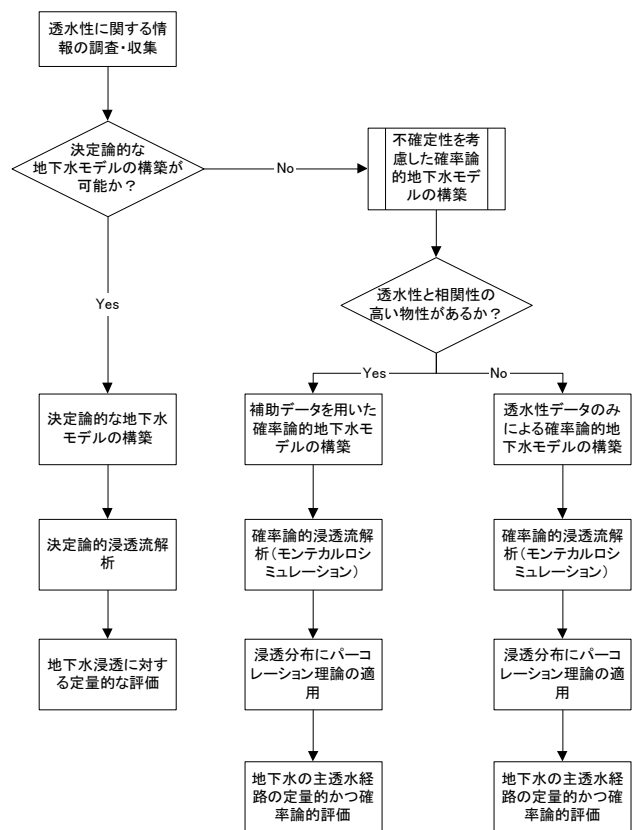 透水性に関する情
報の調査・収集
決定論的な
地下水モデルの構築が
可能か？
No
不確定性を考
慮した確率論
的地下水モデ
ルの構築
Yes
透水性と相関性の
高い物性があるか？
Yes
No
決定論的な地下水
モデルの構築
補助データを用いた
確率論的地下水モ
デルの構築
透水性データのみ
による確率論的地
下水モデルの構築
決定論的浸透流解
析
確率論的浸透流解
析(モンテカルロシ
ミュレーション)
確率論的浸透流解
析(モンテカルロシ
ミュレーション)
地下水浸透に対す
る定量的な評価
浸透分布にパーコ
レーション理論の適
用
浸透分布にパーコ
レーション理論の適
用
地下水の主透水経
路の定量的かつ確
率論的評価
地下水の主透水経
路の定量的かつ確
率論的評価